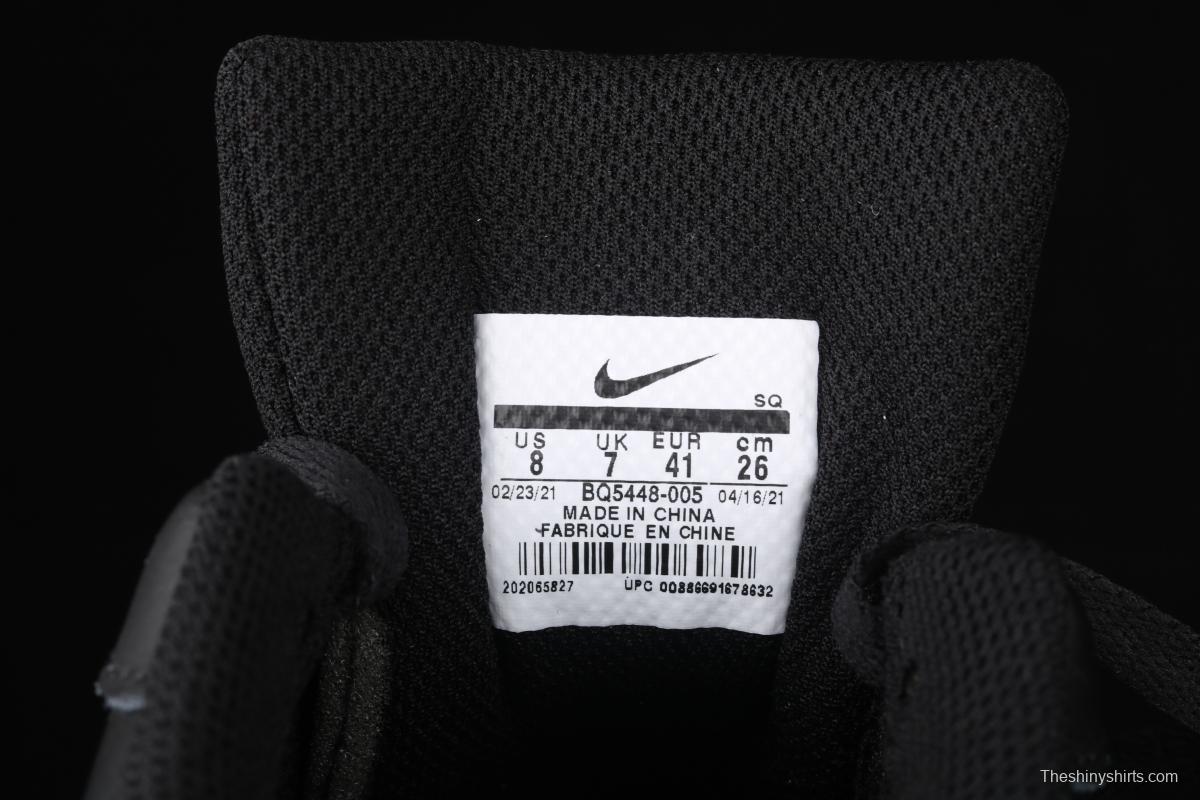 SQ
US UK EUR cm
8 7 41 26
02/23/21 BQ5448-005 04/16/21
MADE IN CHINA
FABRIQUE EN CHINE
202065827 UPC 00886691678632
Theshinyshirts.com